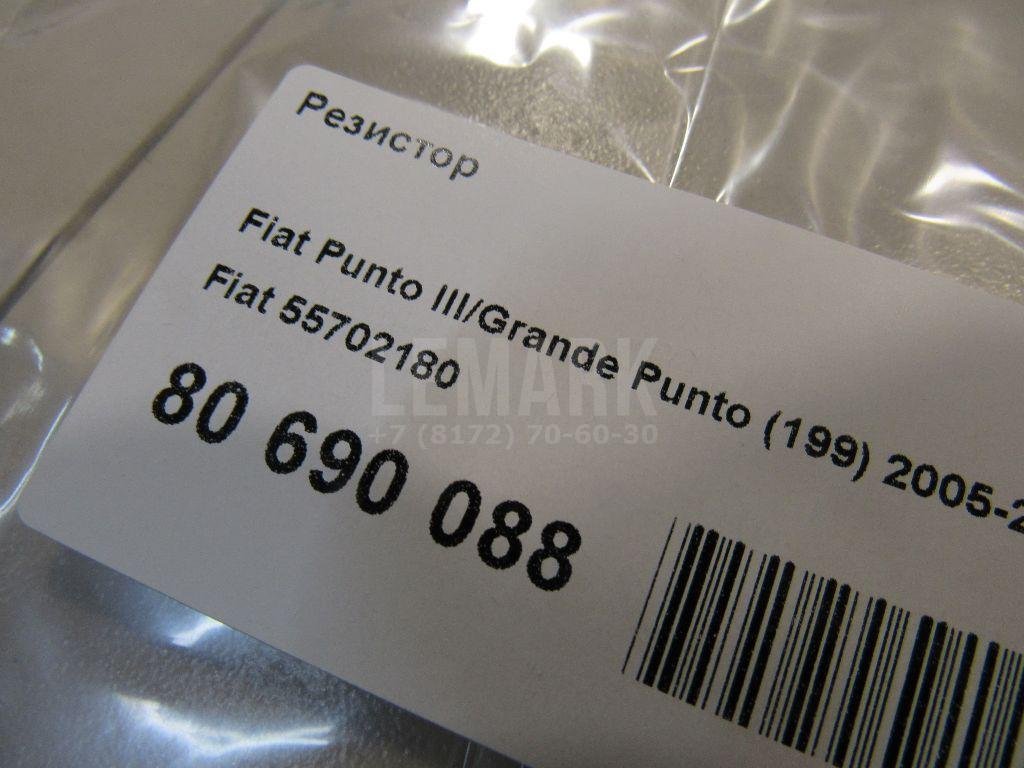 Резистор
Fiat Punto III/Grande Punto (199) 2005-2
Fiat 55702180
LEMARK
+7 (8172) 70-60-30
80 690 088